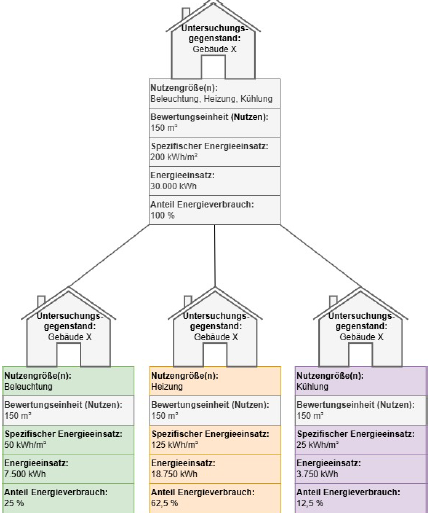 Untersuchungs-
gegenstand:
Gebäude X
Nutzengröße(n):
Beleuchtung, Heizung, Kühlung
Bewertungseinheit (Nutzen):
150 m²
Spezifischer Energieeinsatz:
200 kWh/m²
Energieeinsatz:
30.000 kWh
Anteil Energieverbrauch:
100 %
Untersuchungs-
gegenstand:
Gebäude X
Nutzengröße(n):
Beleuchtung
Bewertungseinheit (Nutzen):
150 m²
Spezifischer Energieeinsatz:
50 kWh/m²
Energieeinsatz:
7.500 kWh
Anteil Energieverbrauch:
25 %
Untersuchungs-
gegenstand:
Gebäude X
Nutzengröße(n):
Heizung
Bewertungseinheit (Nutzen):
150 m²
Spezifischer Energieeinsatz:
125 kWh/m²
Energieeinsatz:
18.750 kWh
Anteil Energieverbrauch:
62,5 %
Untersuchungs-
gegenstand:
Gebäude X
Nutzengröße(n):
Kühlung
Bewertungseinheit (Nutzen):
150 m²
Spezifischer Energieeinsatz:
25 kWh/m²
Energieeinsatz:
3.750 kWh
Anteil Energieverbrauch:
12,5 %